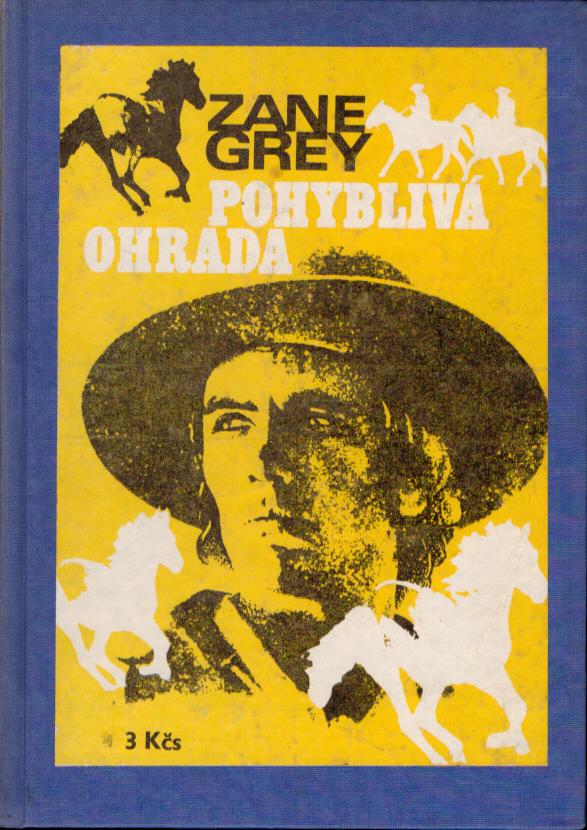 ZANE
GREY
POHYBLIVÁ
OHRADA
3 Kčs